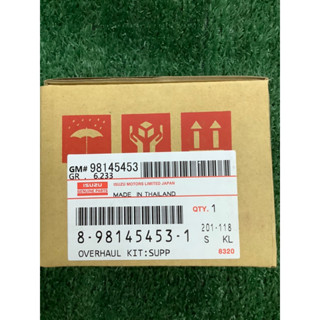 GM# 98145453
GR . 6.233
ISUZU
GENUINE PARTS
ISUZU MOTORS LIMITED JAPAN
MADE IN THAILAND
QTY. 1
8-98145453-1
201-118
S KL
OVERHAUL KIT:SUPP
8320